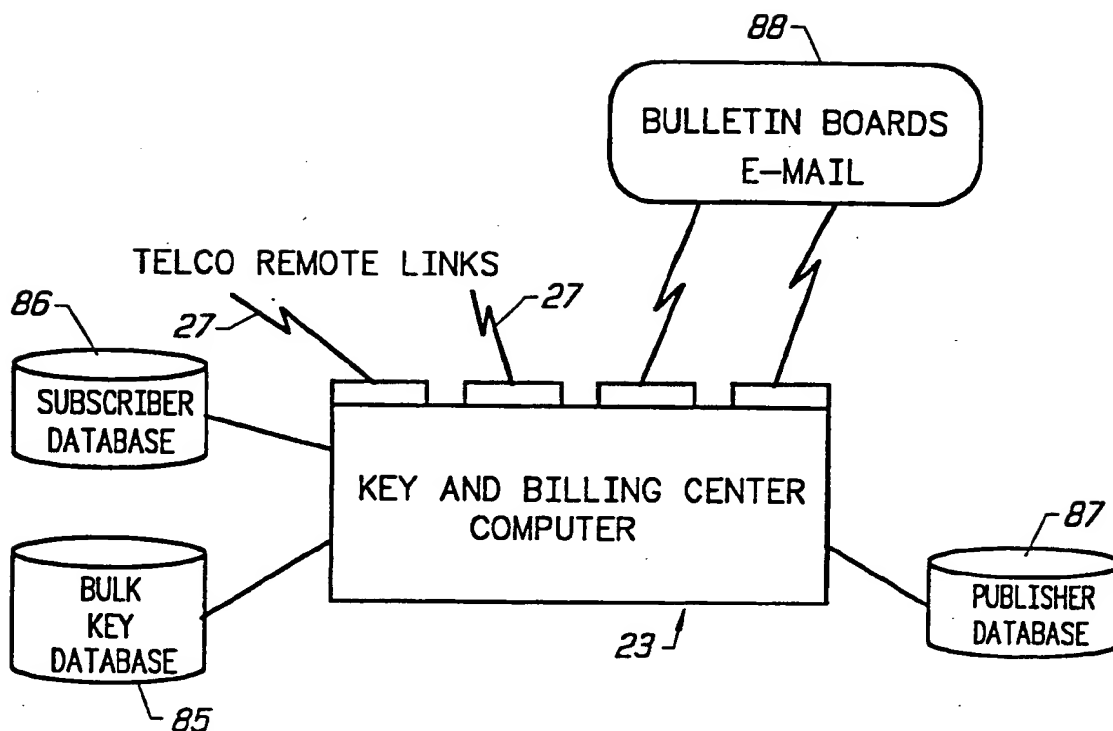 88
BULLETIN BOARDS
E-MAIL
TELCO REMOTE LINKS
86
27
27
SUBSCRIBER
DATABASE
KEY AND BILLING CENTER
COMPUTER
87
BULK
KEY
DATABASE
PUBLISHER
DATABASE
23
85